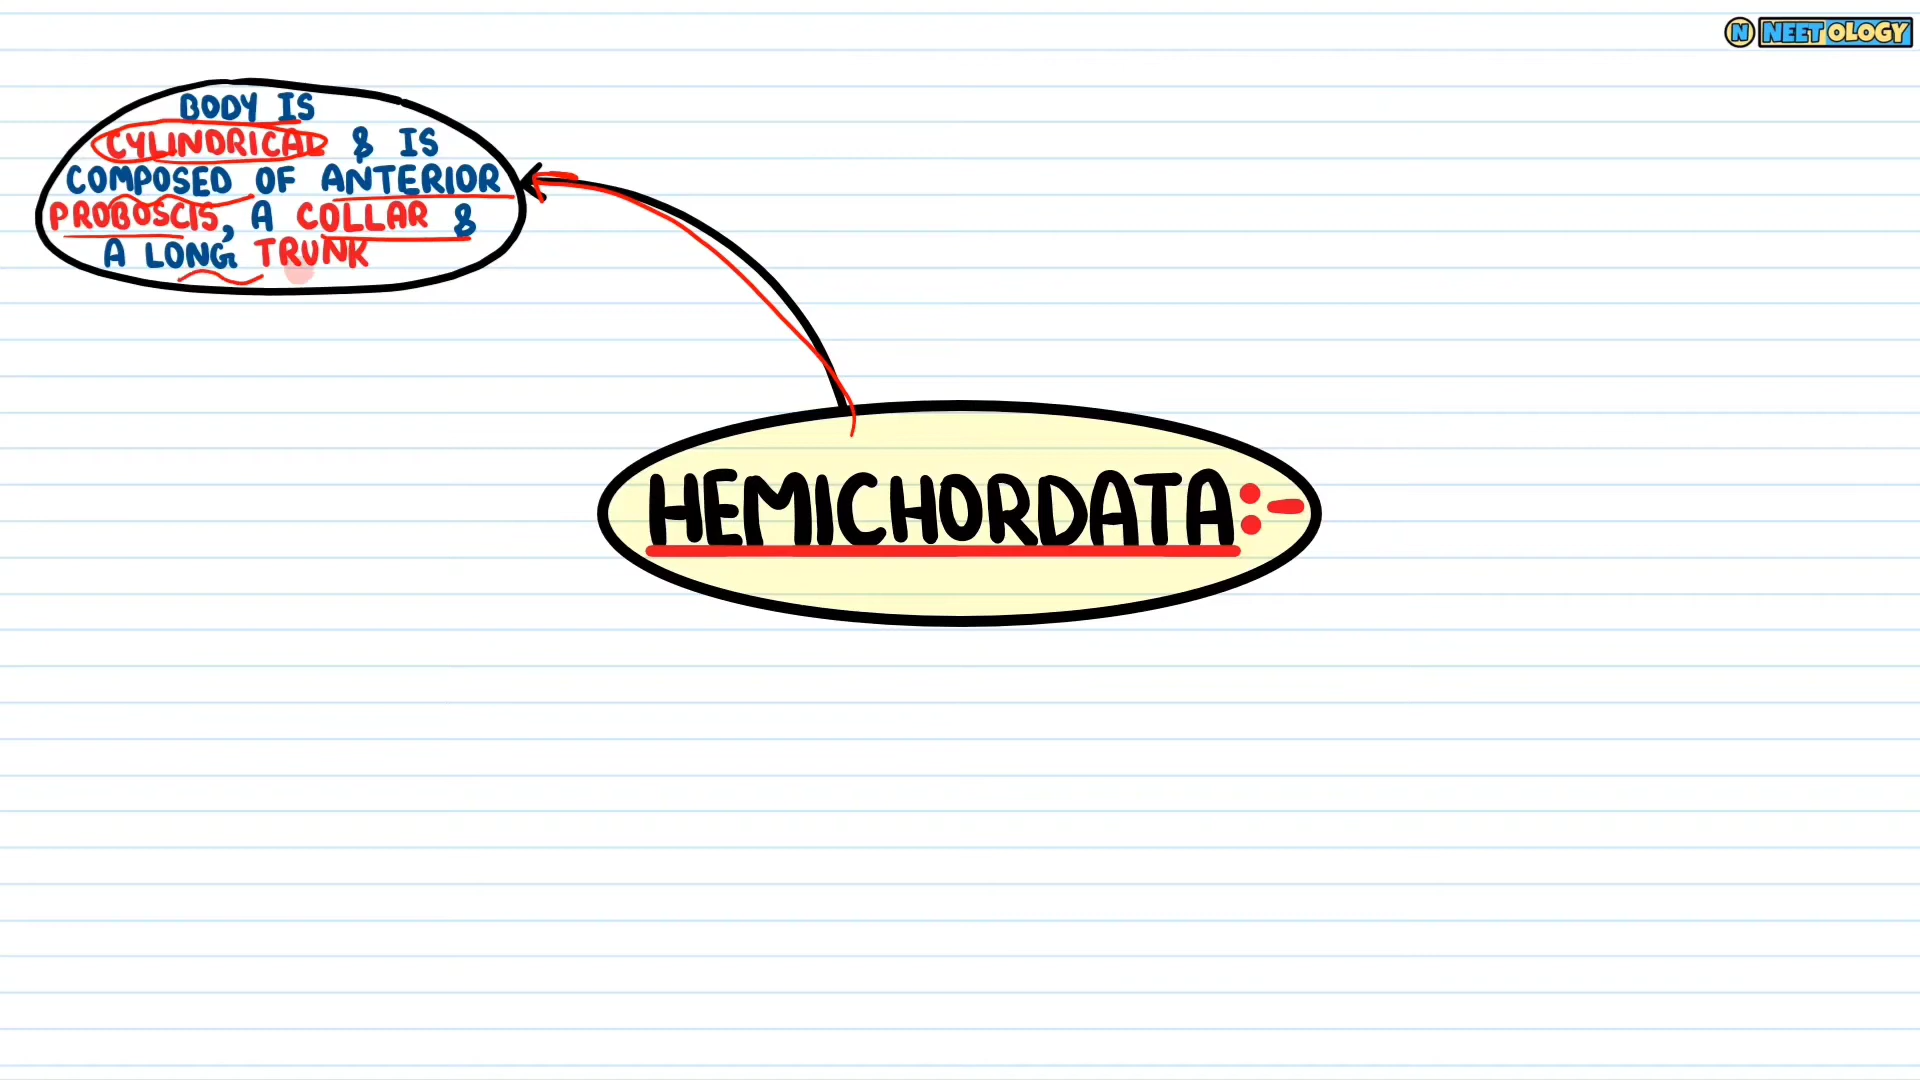 N NEETOLOGY
BODY IS
CYLINDRICAL & IS
COMPOSED OF ANTERIOR
PROBOSCIS, A COLLAR &
A LONG TRUNK
HEMICHORDATA:-